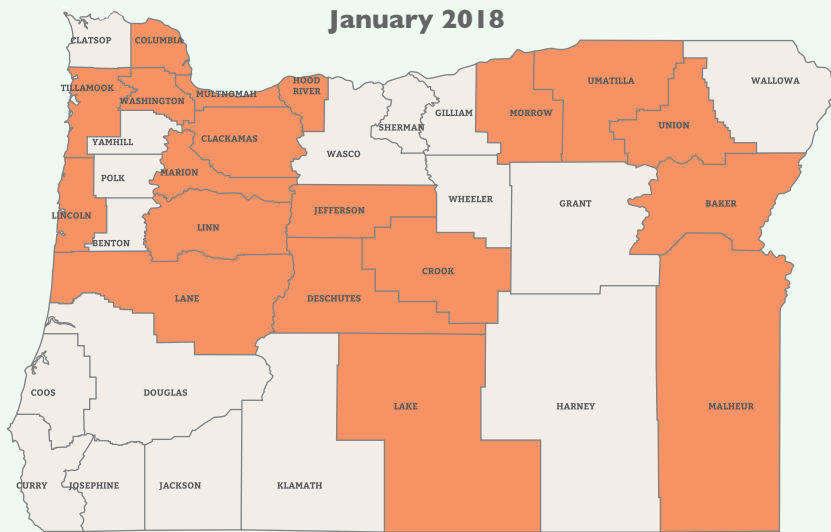 January 2018
CLATSOP
COLUMBIA
TILLAMOOK
WASHINGTON
MULTNOMAH
HOOD
RIVER
YAMHILL
CLACKAMAS
SHERMAN
GILLIAM
MORROW
UMATILLA
UNION
WALLOWA
WASCO
POLK
MARION
WHEELER
GRANT
BAKER
LINCOLN
BENTON
LINN
JEFFERSON
CROOK
LANE
DESCHUTES
COOS
DOUGLAS
LAKE
HARNEY
MALHEUR
CURRY
JOSEPHINE
JACKSON
KLAMATH